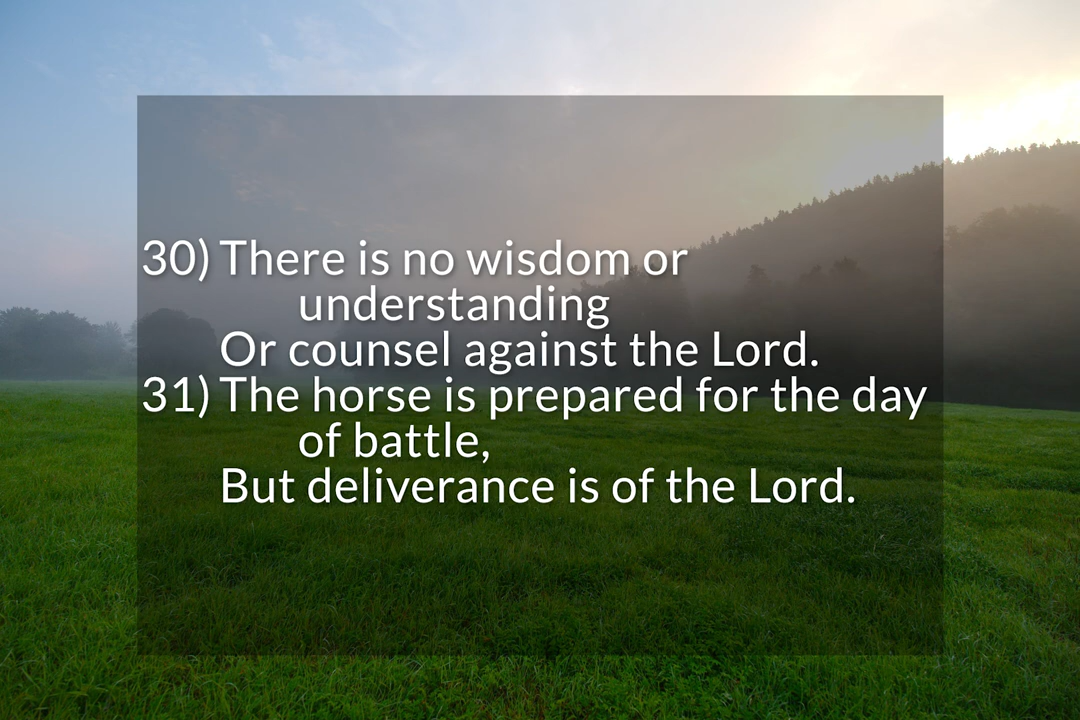 30) There is no wisdom or
understanding
Or counsel against the Lord.
31) The horse is prepared for the day
of battle,
But deliverance is of the Lord.